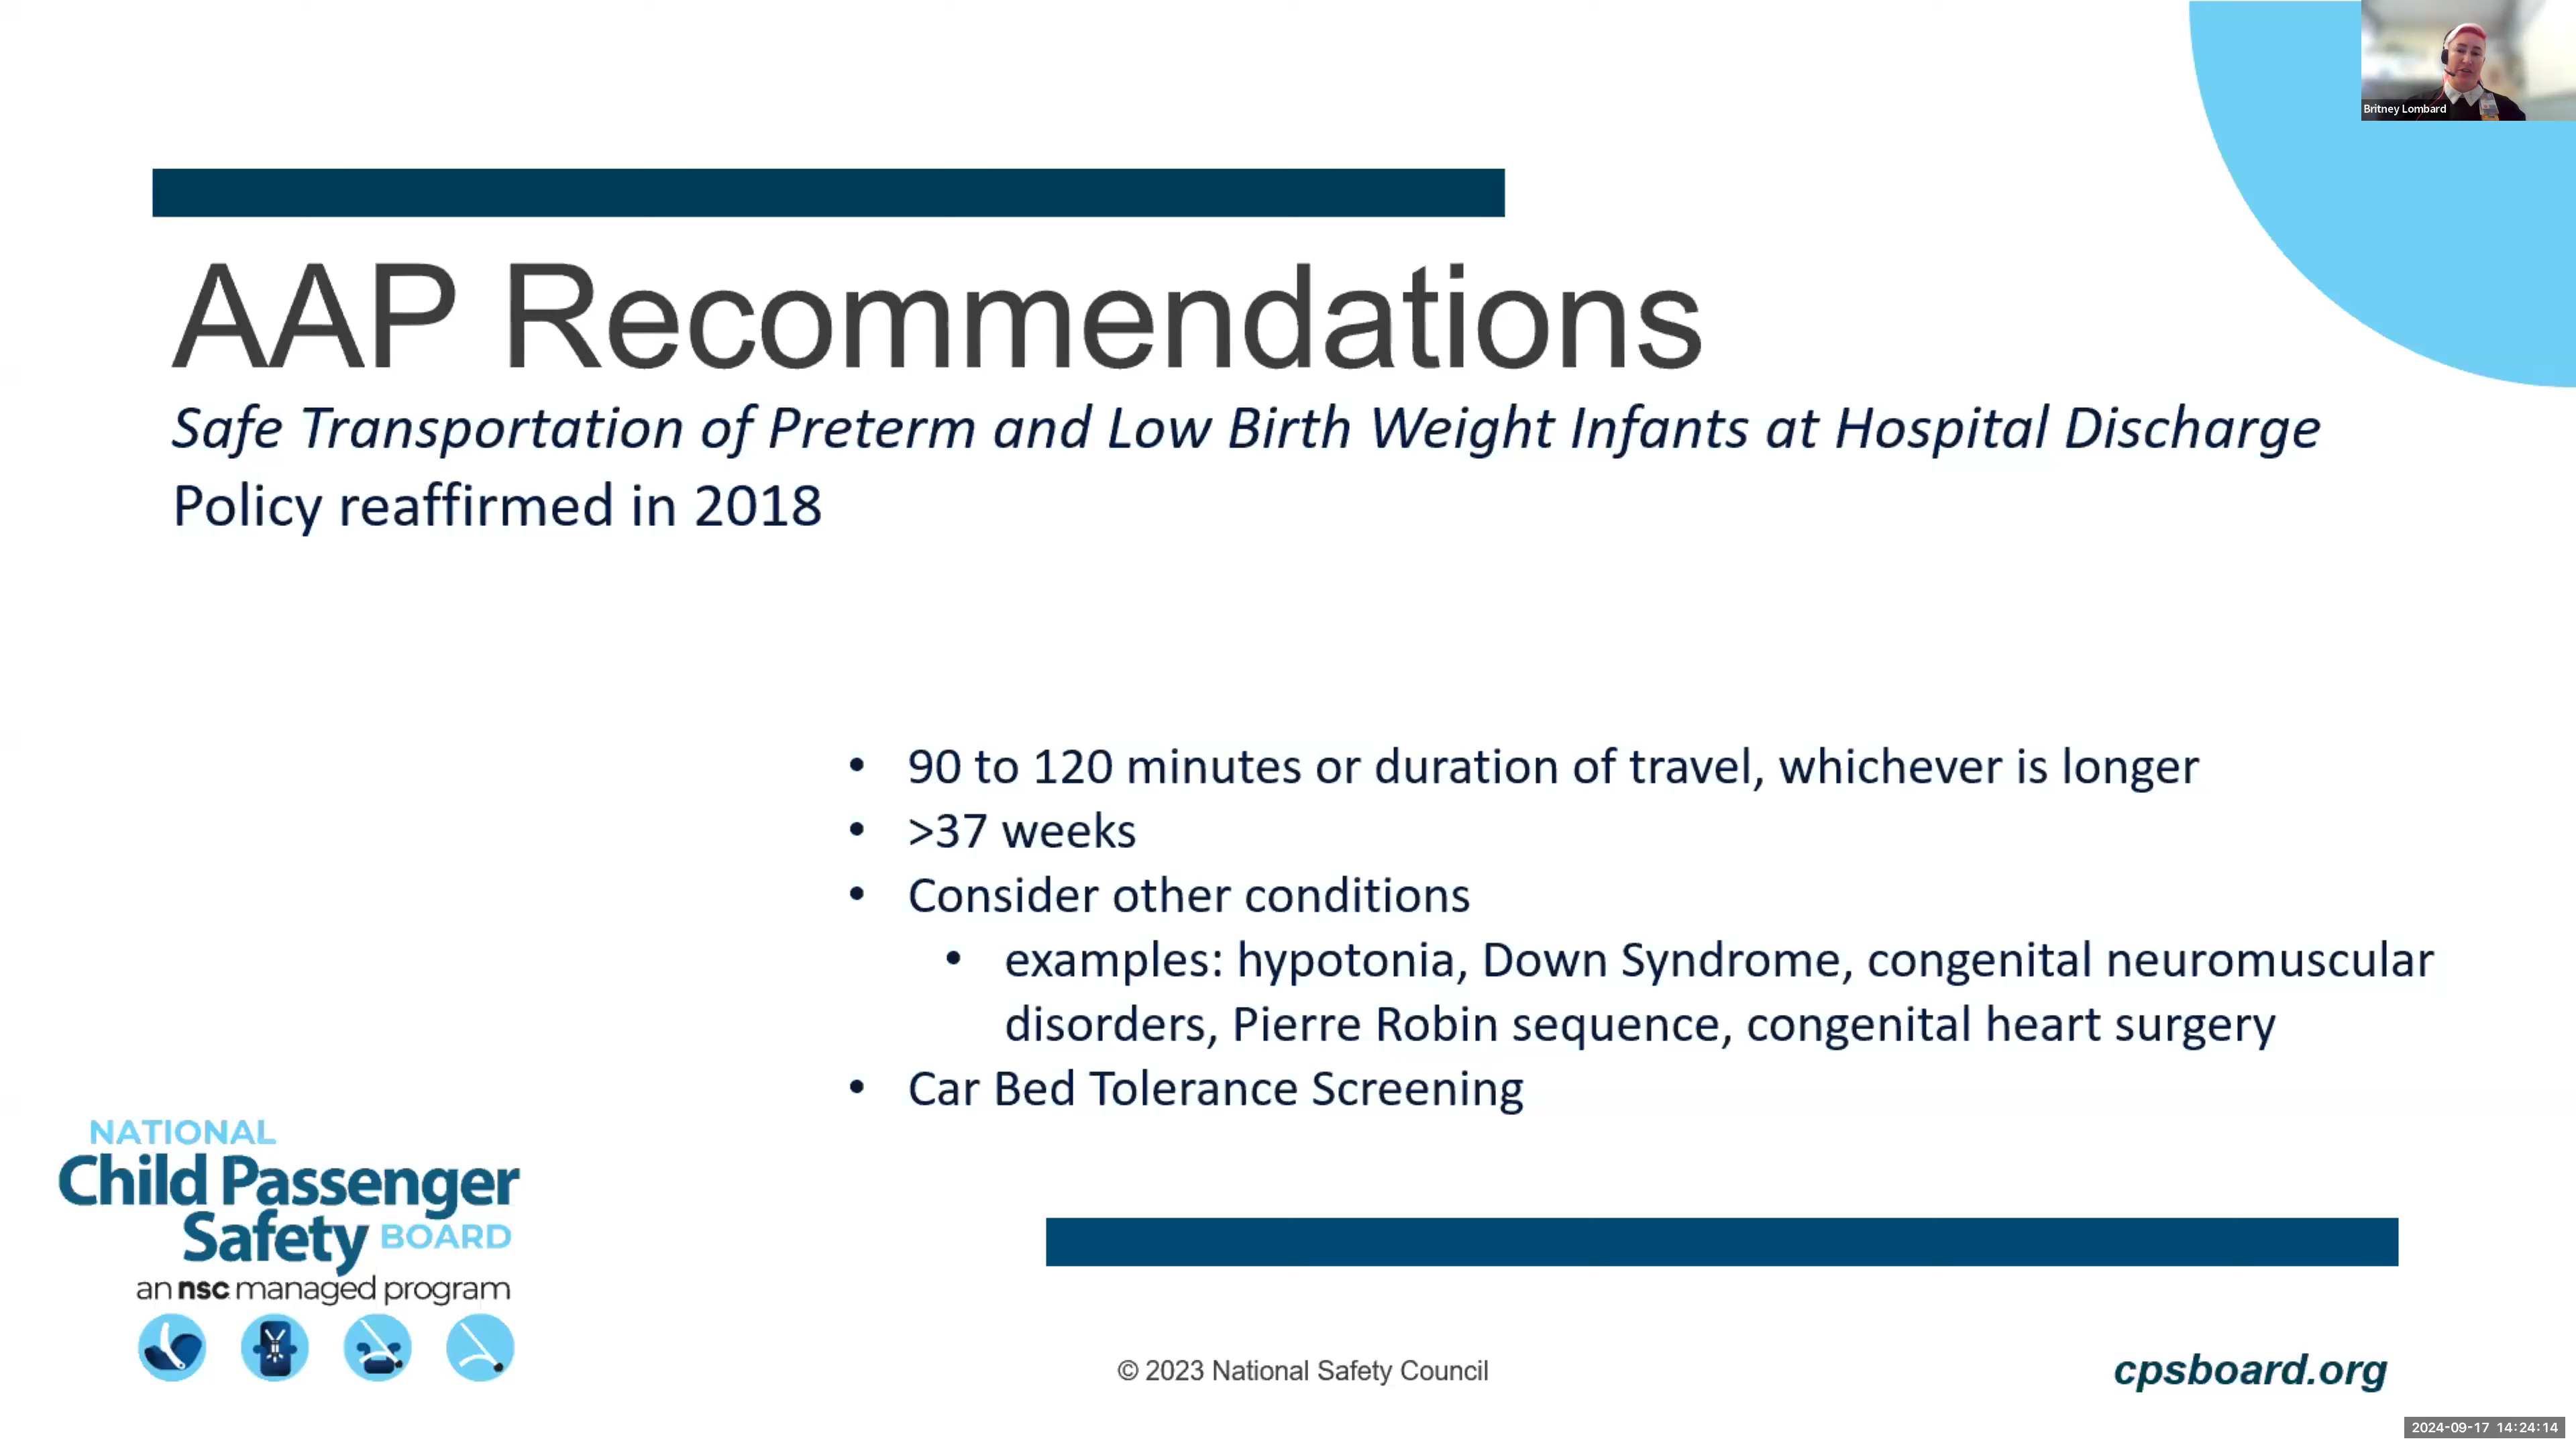 Britney Lombard
AAP Recommendations
Safe Transportation of Preterm and Low Birth Weight Infants at Hospital Discharge
Policy reaffirmed in 2018
• 90 to 120 minutes or duration of travel, whichever is longer
• >37 weeks
• Consider other conditions
• examples: hypotonia, Down Syndrome, congenital neuromuscular
disorders, Pierre Robin sequence, congenital heart surgery
• Car Bed Tolerance Screening
NATIONAL
Child Passenger
Safety BOARD
an nsc managed program
© 2023 National Safety Council
cpsboard.org
2024-09-17 14:24:14